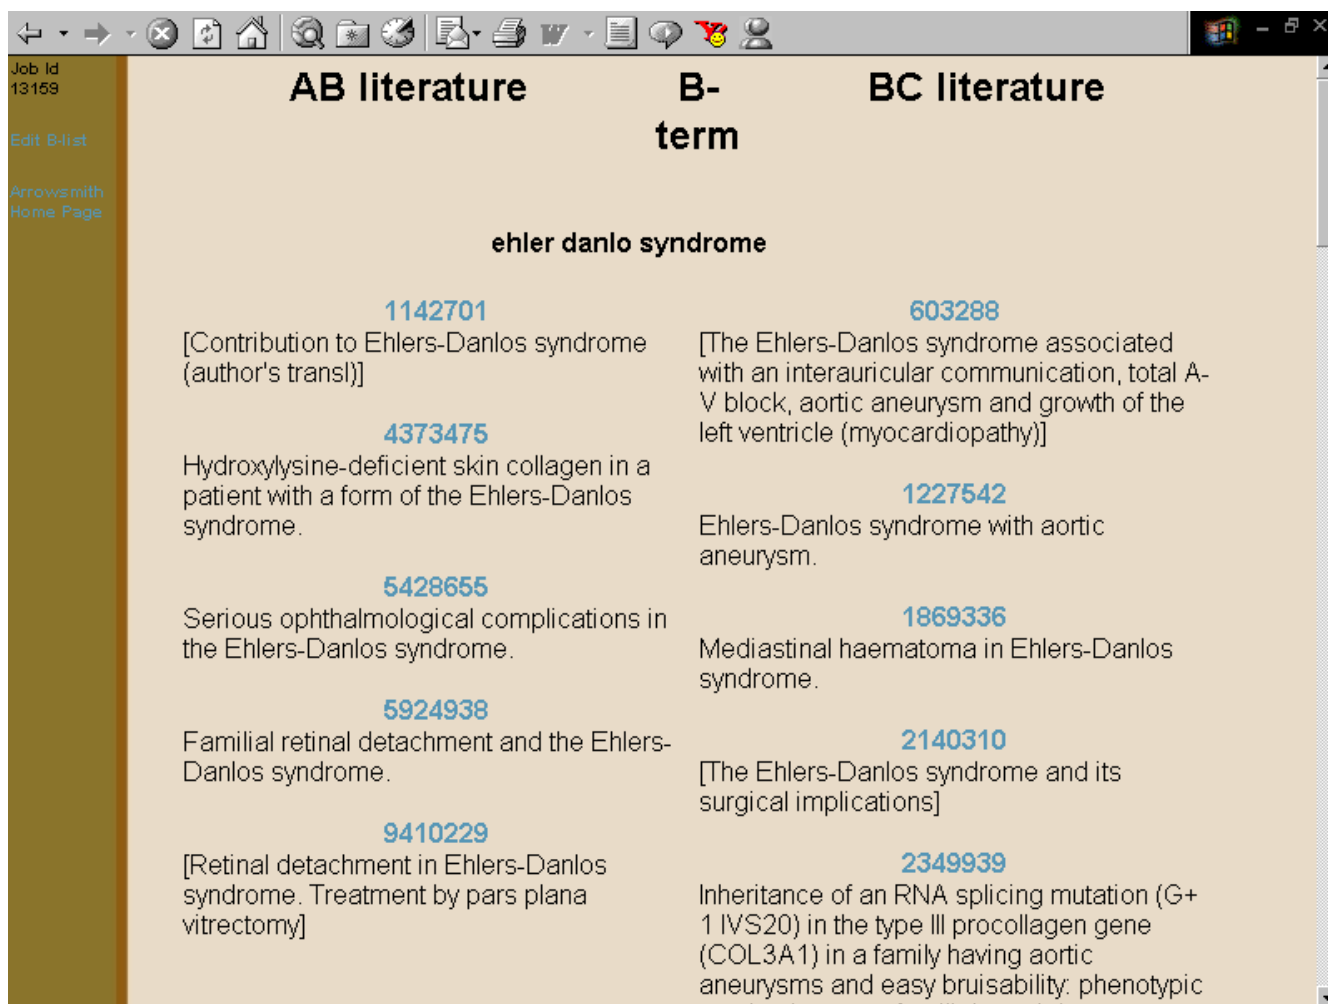 Job Id
13159
Edit B-list
Arrowsmith
Home Page
AB literature
B-
term
BC literature
ehler danlo syndrome
1142701
[Contribution to Ehlers-Danlos syndrome
(author's transl)]
4373475
Hydroxylysine-deficient skin collagen in a
patient with a form of the Ehlers-Danlos
syndrome.
5428655
Serious ophthalmological complications in
the Ehlers-Danlos syndrome.
5924938
Familial retinal detachment and the Ehlers-
Danlos syndrome.
9410229
[Retinal detachment in Ehlers-Danlos
syndrome. Treatment by pars plana
vitrectomy]
603288
[The Ehlers-Danlos syndrome associated
with an interauricular communication, total A-
V block, aortic aneurysm and growth of the
left ventricle (myocardiopathy)]
1227542
Ehlers-Danlos syndrome with aortic
aneurysm.
1869336
Mediastinal haematoma in Ehlers-Danlos
syndrome.
2140310
[The Ehlers-Danlos syndrome and its
surgical implications]
2349939
Inheritance of an RNA splicing mutation (G+
1 IVS20) in the type III procollagen gene
(COL3A1) in a family having aortic
aneurysms and easy bruisability: phenotypic